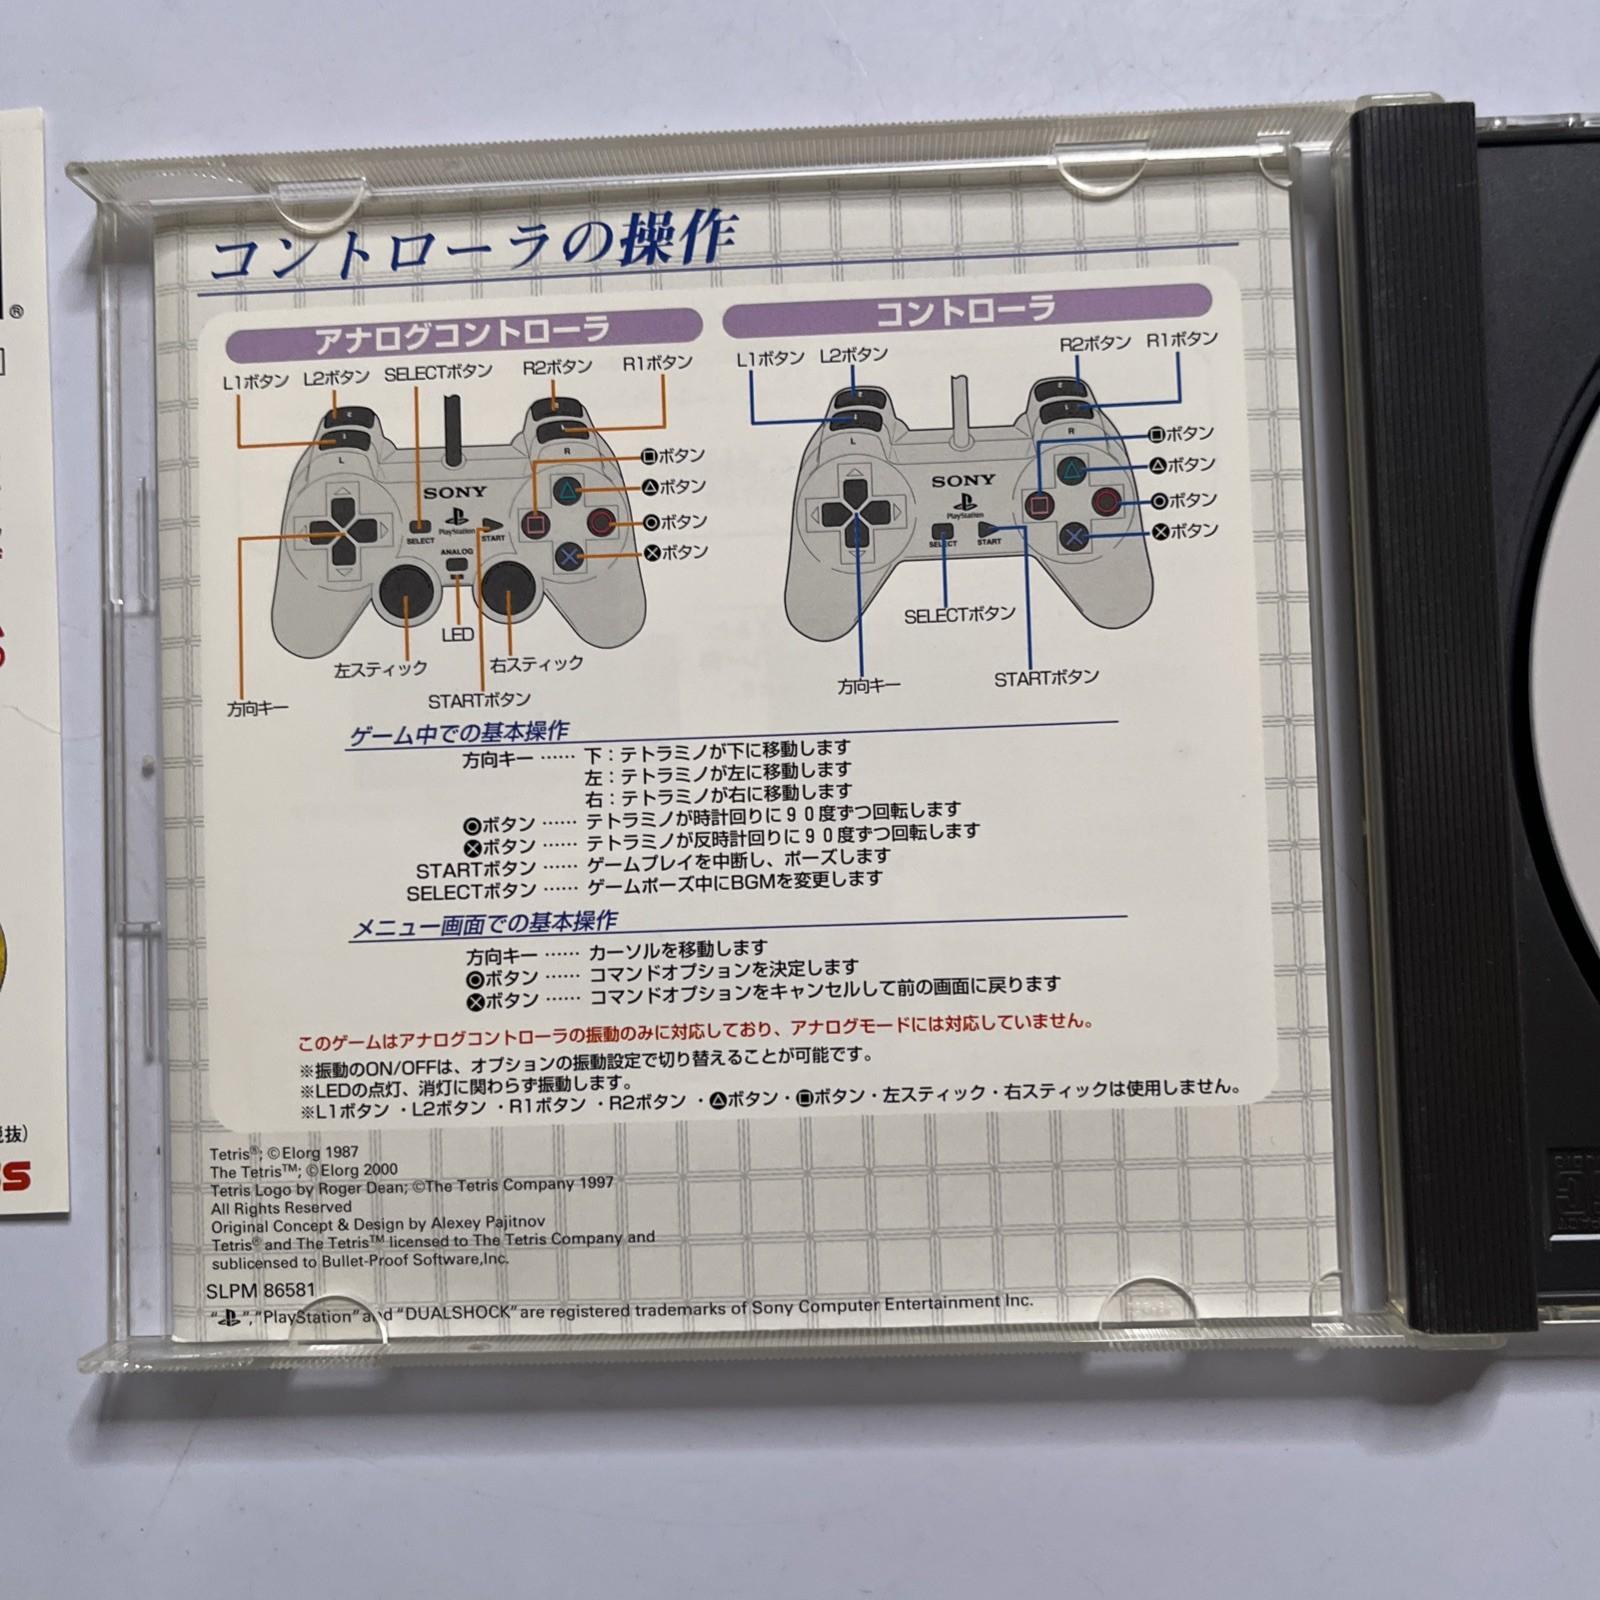 コントローラの操作
アナログコントローラ
L1ボタン L2ボタン SELECTボタン R2ボタン R1ボタン
2
1
L
2
1
R
SONY
PlayStation
SELECT
START
ANALOG
□ボタン
△ボタン
○ボタン
×ボタン
LED
左スティック
右スティック
STARTボタン
方向キー
コントローラ
L1ボタン L2ボタン R2ボタン R1ボタン
2
1
L
2
1
R
SONY
PlayStation
SELECT
START
□ボタン
△ボタン
○ボタン
×ボタン
SELECTボタン
STARTボタン
方向キー
ゲーム中での基本操作
方向キー …… 下：テトラミノが下に移動します
左：テトラミノが左に移動します
右：テトラミノが右に移動します
○ボタン …… テトラミノが時計回りに９０度ずつ回転します
×ボタン …… テトラミノが反時計回りに９０度ずつ回転します
STARTボタン …… ゲームプレイを中断し、ポーズします
SELECTボタン …… ゲームポーズ中にBGMを変更します
メニュー画面での基本操作
方向キー …… カーソルを移動します
○ボタン …… コマンドオプションを決定します
×ボタン …… コマンドオプションをキャンセルして前の画面に戻ります
このゲームはアナログコントローラの振動のみに対応しており、アナログモードには対応していません。
※振動のON/OFFは、オプションの振動設定で切り替えることが可能です。
※LEDの点灯、消灯に関わらず振動します。
※L1ボタン・L2ボタン・R1ボタン・R2ボタン・△ボタン・□ボタン・左スティック・右スティックは使用しません。
Tetris®; ©Elorg 1987
The Tetris™; ©Elorg 2000
Tetris Logo by Roger Dean; ©The Tetris Company 1997
All Rights Reserved
Original Concept & Design by Alexey Pajitnov
Tetris® and The Tetris™ licensed to The Tetris Company and
sublicensed to Bullet-Proof Software,Inc.
SLPM 86581
"","PlayStation"and"DUALSHOCK"are registered trademarks of Sony Computer Entertainment Inc.
®
税抜)